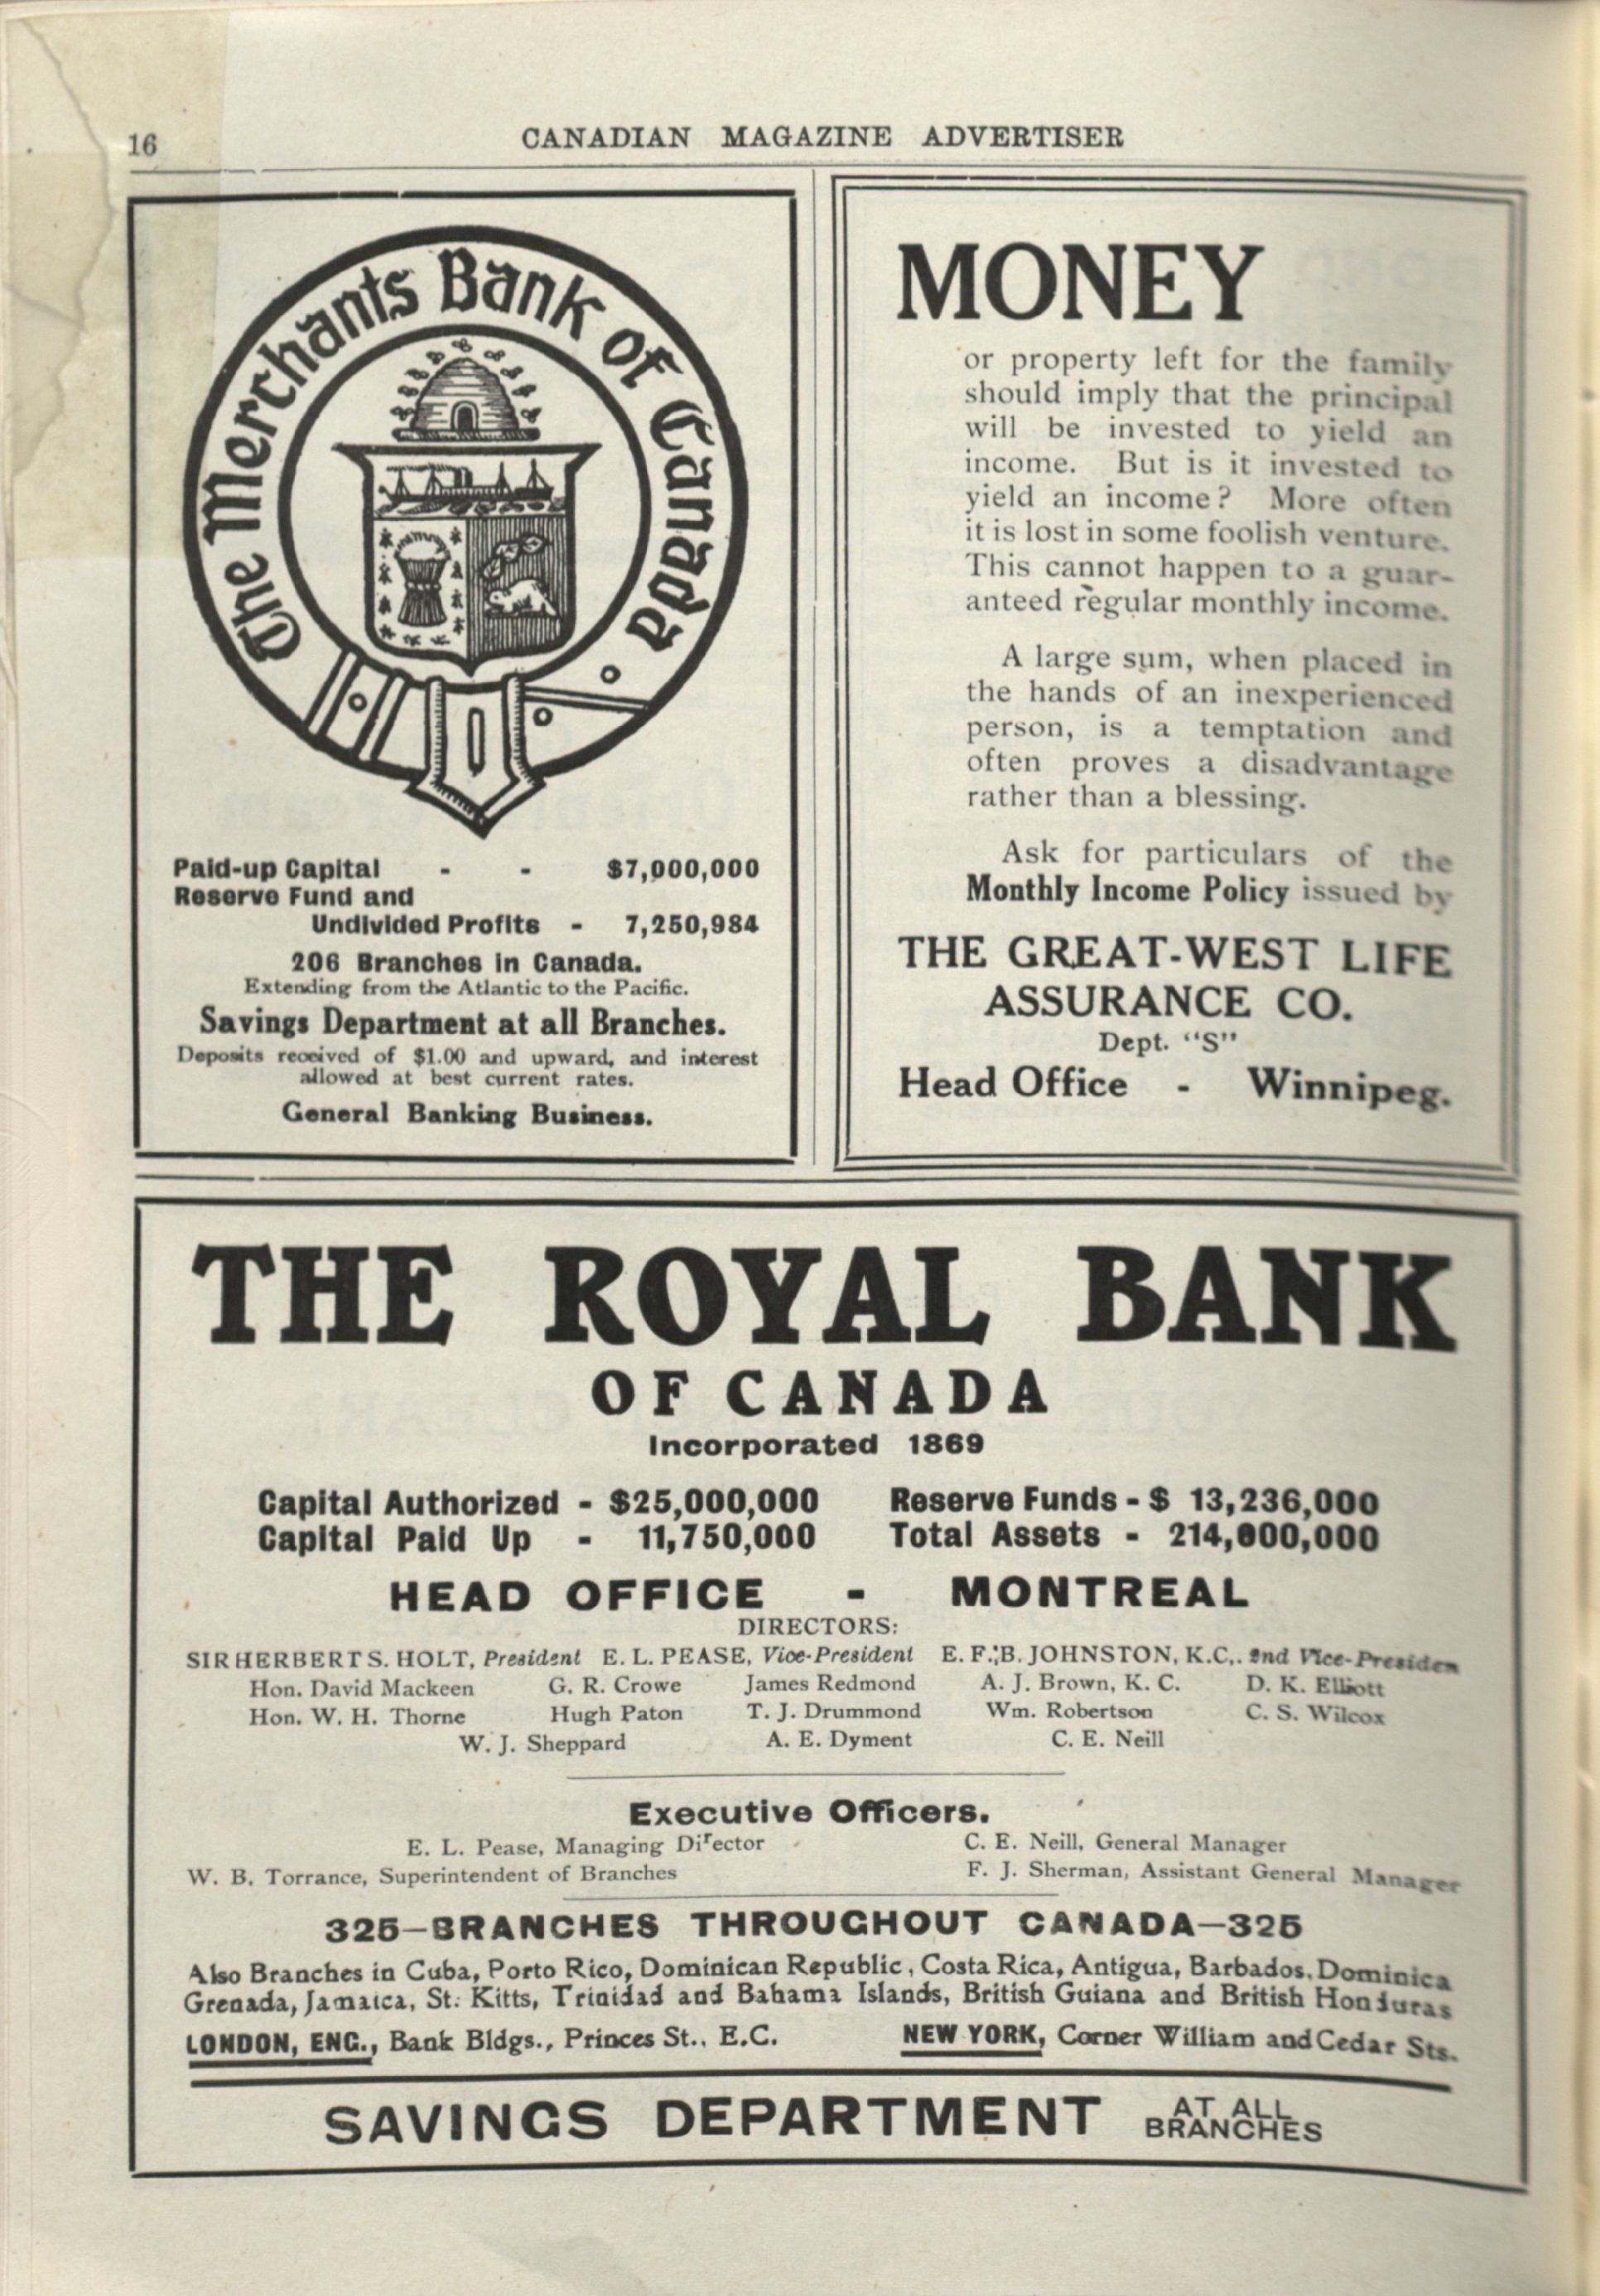 16
CANADIAN MAGAZINE ADVERTISER
The Merchants Bank of Canada
Paid-up Capital - - $7,000,000
Reserve Fund and
Undivided Profits - 7,250,984
206 Branches in Canada.
Extending from the Atlantic to the Pacific.
Savings Department at all Branches.
Deposits received of $1.00 and upward, and interest
allowed at best current rates.
General Banking Business.
MONEY
or property left for the family
should imply that the principal
will be invested to yield an
income. But is it invested to
yield an income? More often
it is lost in some foolish venture.
This cannot happen to a guar-
anteed regular monthly income.
A large sum, when placed in
the hands of an inexperienced
person, is a temptation and
often proves a disadvantage
rather than a blessing.
Ask for particulars of the
Monthly Income Policy issued by
THE GREAT-WEST LIFE
ASSURANCE CO.
Dept. "S"
Head Office - Winnipeg.
THE ROYAL BANK
OF CANADA
Incorporated 1869
Capital Authorized - $25,000,000 Reserve Funds - $ 13,236,000
Capital Paid Up - 11,750,000 Total Assets - 214,000,000
HEAD OFFICE - MONTREAL
DIRECTORS:
SIR HERBERT S. HOLT, President E. L. PEASE, Vice-President E. F. B. JOHNSTON, K.C,. 2nd Vice-Presiden
Hon. David Mackeen G. R. Crowe James Redmond A. J. Brown, K. C. D. K. Elliott
Hon. W. H. Thorne Hugh Paton T. J. Drummond Wm. Robertson C. S. Wilcox
W. J. Sheppard A. E. Dyment C. E. Neill
Executive Officers.
E. L. Pease, Managing Director C. E. Neill, General Manager
W. B. Torrance, Superintendent of Branches F. J. Sherman, Assistant General Manager
325—BRANCHES THROUGHOUT CANADA—325
Also Branches in Cuba, Porto Rico, Dominican Republic, Costa Rica, Antigua, Barbados, Dominica
Grenada, Jamaica, St. Kitts, Trinidad and Bahama Islands, British Guiana and British Honduras
LONDON, ENG., Bank Bldgs., Princes St., E.C. NEW YORK, Corner William and Cedar Sts.
SAVINGS DEPARTMENT AT ALL
BRANCHES